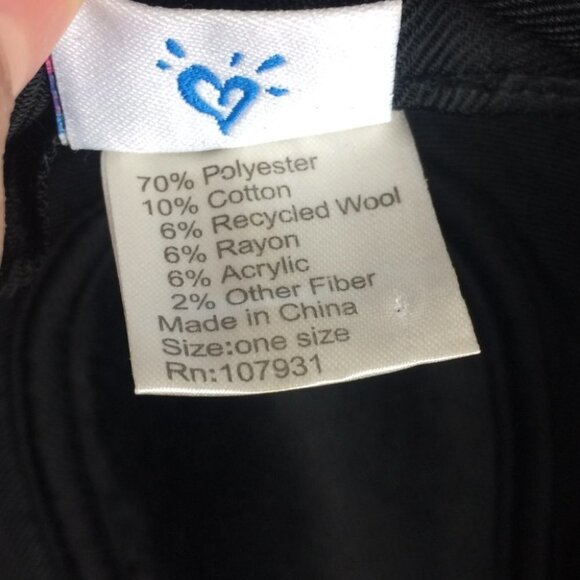 70% Polyester
10% Cotton
6% Recycled Wool
6% Rayon
6% Acrylic
2% Other Fiber
Made in China
Size:one size
Rn:107931